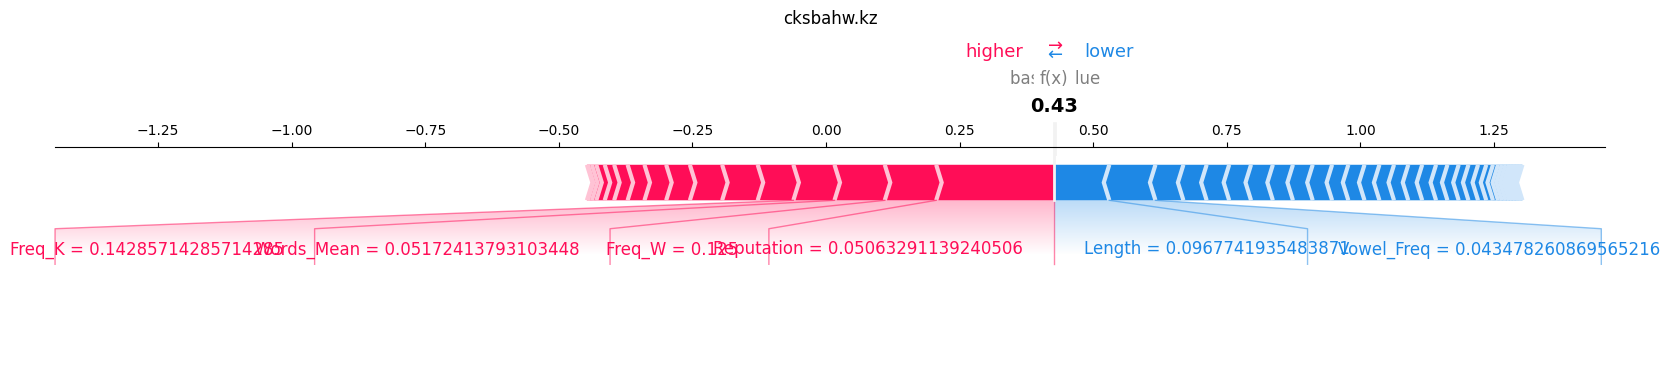 cksbahw.kz
higher ⇄ lower
f(x)
0.43
−1.25 −1.00 −0.75 −0.50 −0.25 0.00 0.25 0.50 0.75 1.00 1.25
Freq_K = 0.14285714285714285 Words_Mean = 0.05172413793103448 Freq_W = 0.125 Reputation = 0.05063291139240506 Length = 0.0967741935483871 Vowel_Freq = 0.043478260869565216